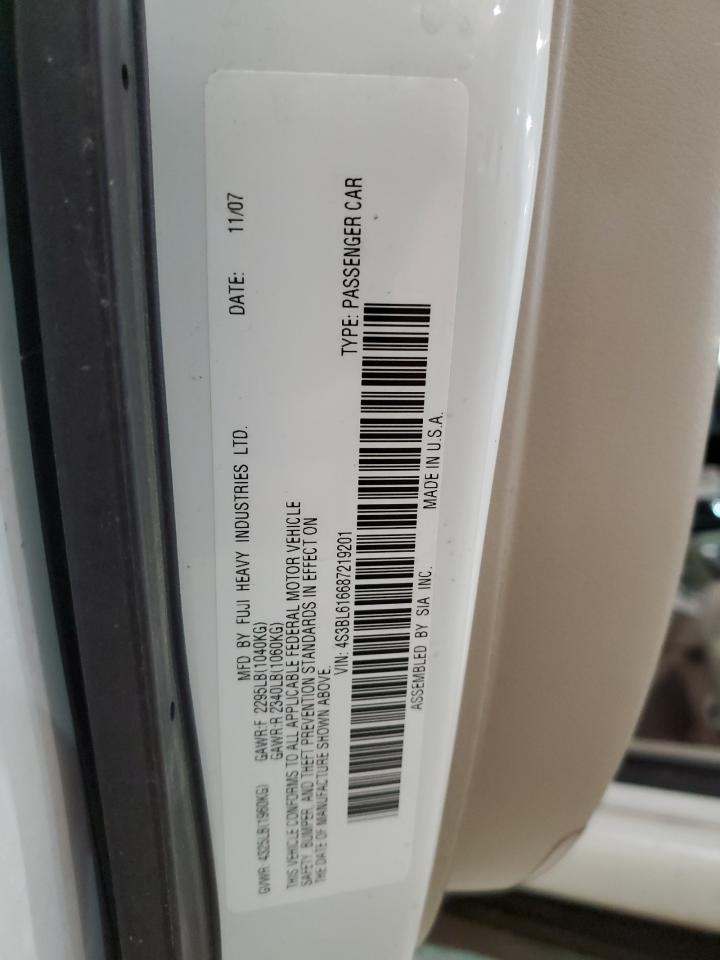 MFD BY FUJI HEAVY INDUSTRIES LTD. DATE: 11/07
GVWR: 4325LB(1960KG) GAWR:F 2295LB(1040KG)
GAWR:R 2340LB(1060KG)
THIS VEHICLE CONFORMS TO ALL APPLICABLE FEDERAL MOTOR VEHICLE
SAFETY, BUMPER, AND THEFT PREVENTION STANDARDS IN EFFECT ON
THE DATE OF MANUFACTURE SHOWN ABOVE.
VIN: 4S3BL616687219201 TYPE: PASSENGER CAR
ASSEMBLED BY SIA INC. MADE IN U.S.A.